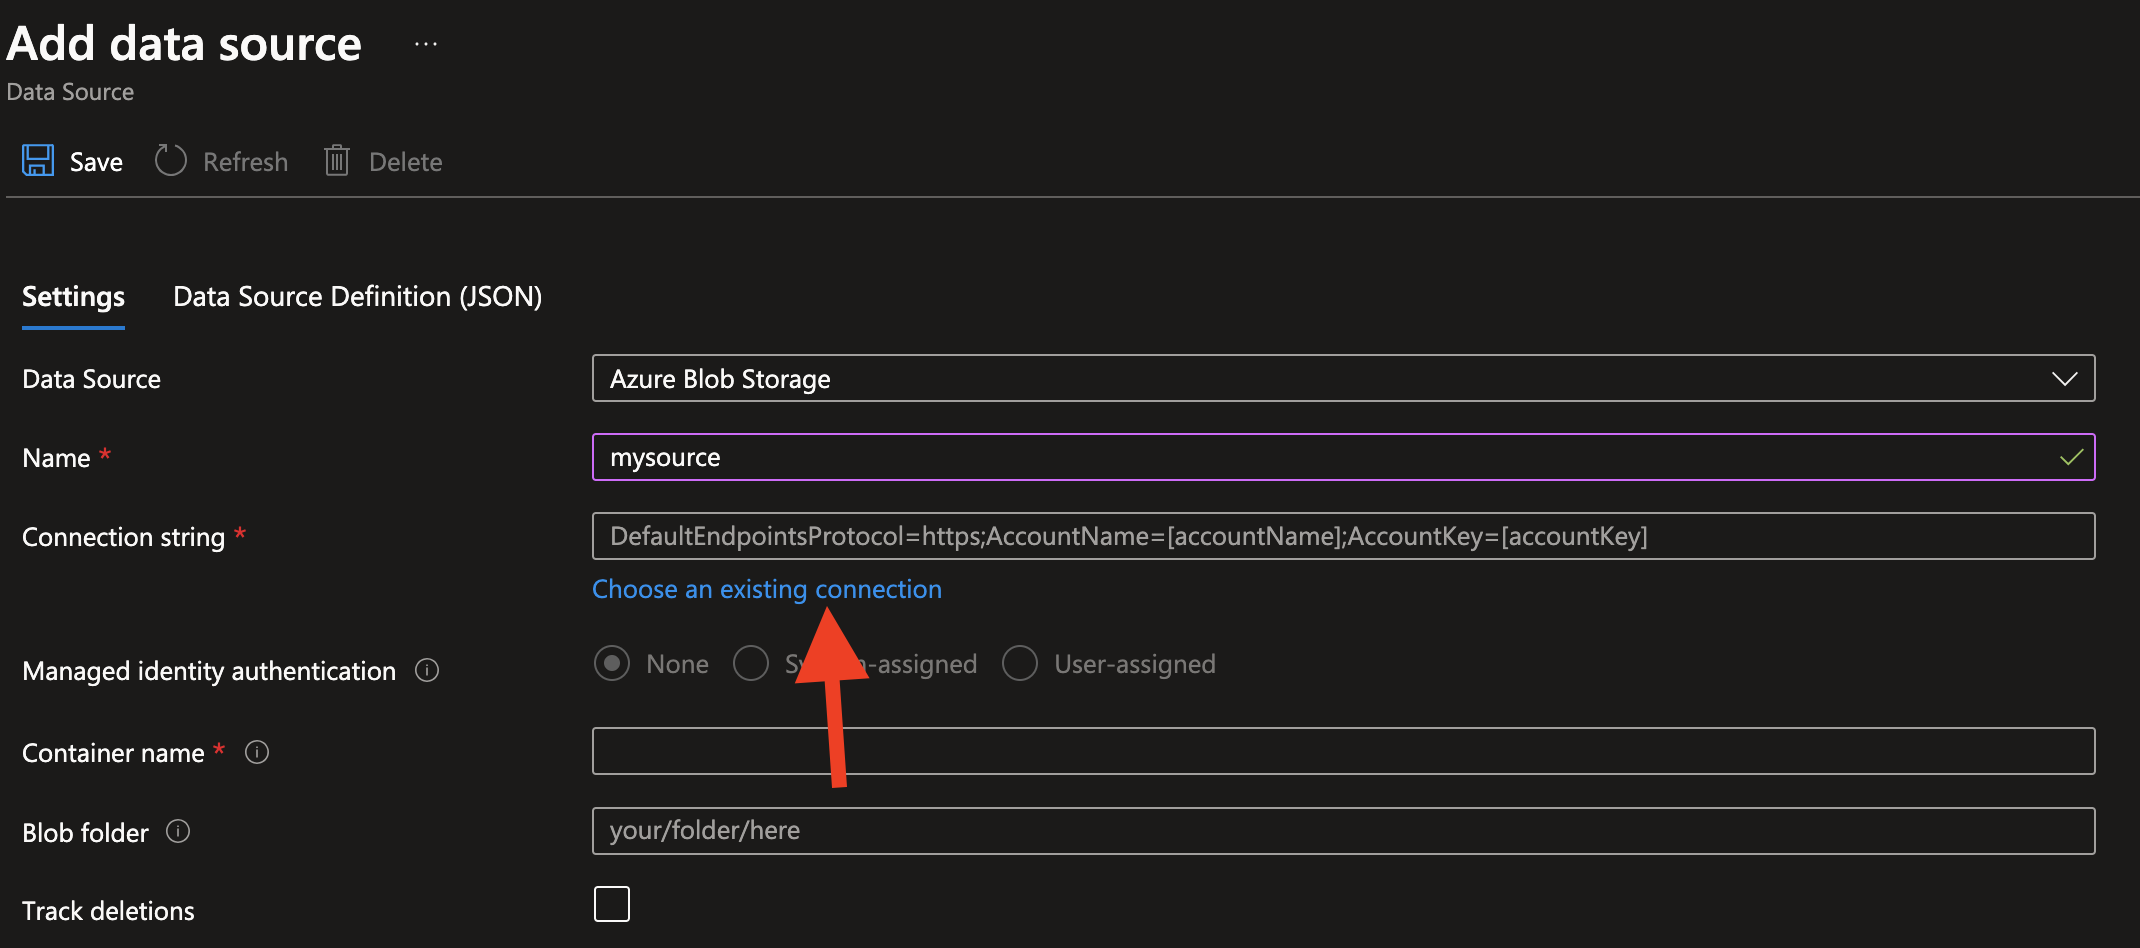 Add data source ...
Data Source
Save Refresh Delete
Settings Data Source Definition (JSON)
Data Source Azure Blob Storage
Name * mysource
Connection string * DefaultEndpointsProtocol=https;AccountName=[accountName];AccountKey=[accountKey]
Choose an existing connection
Managed identity authentication None -assigned User-assigned
Container name *
Blob folder your/folder/here
Track deletions